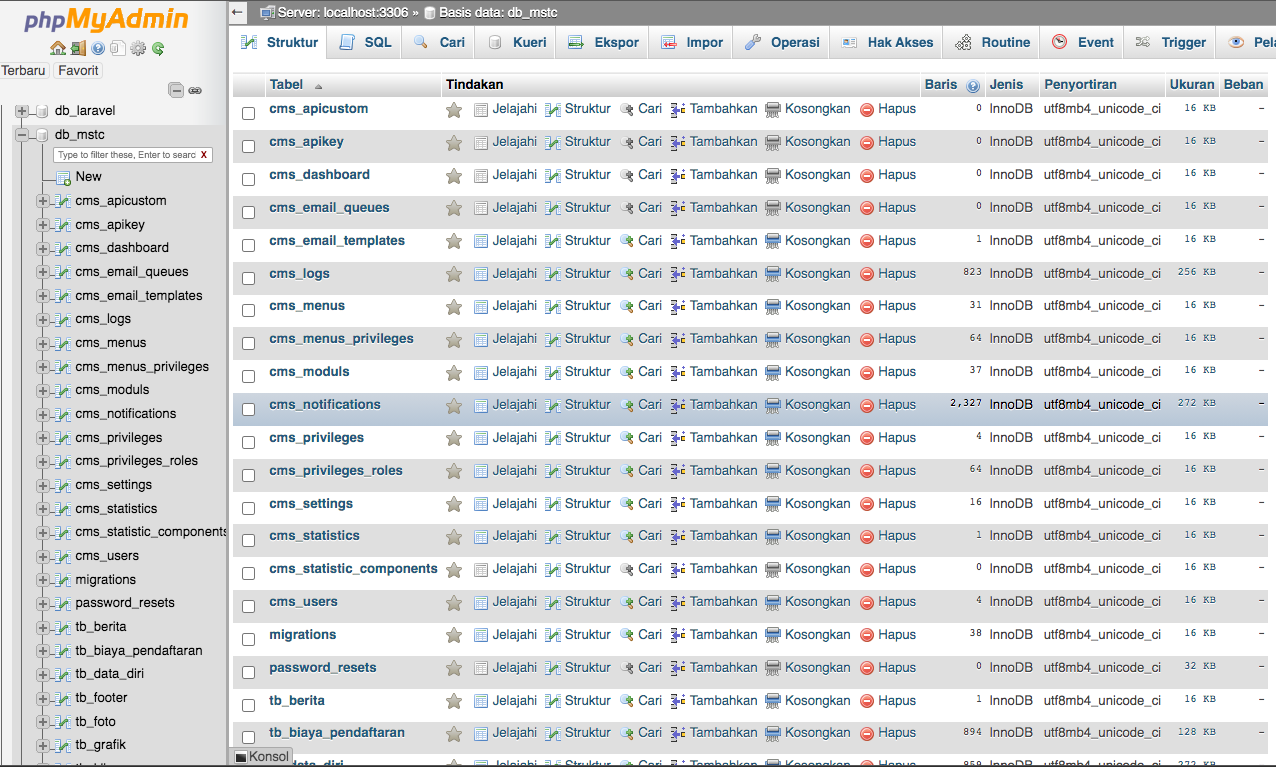 phpMyAdmin
Terbaru Favorit
db_laravel
db_mstc
Type to filter these, Enter to searc X
New
cms_apicustom
cms_apikey
cms_dashboard
cms_email_queues
cms_email_templates
cms_logs
cms_menus
cms_menus_privileges
cms_moduls
cms_notifications
cms_privileges
cms_privileges_roles
cms_settings
cms_statistics
cms_statistic_components
cms_users
migrations
password_resets
tb_berita
tb_biaya_pendaftaran
tb_data_diri
tb_footer
tb_foto
tb_grafik
Server: localhost:3306 » Basis data: db_mstc
Struktur SQL Cari Kueri Ekspor Impor Operasi Hak Akses Routine Event Trigger Pela
Tabel Tindakan Baris Jenis Penyortiran Ukuran Beban
cms_apicustom Jelajahi Struktur Cari Tambahkan Kosongkan Hapus 0 InnoDB utf8mb4_unicode_ci 16 KB -
cms_apikey Jelajahi Struktur Cari Tambahkan Kosongkan Hapus 0 InnoDB utf8mb4_unicode_ci 16 KB -
cms_dashboard Jelajahi Struktur Cari Tambahkan Kosongkan Hapus 0 InnoDB utf8mb4_unicode_ci 16 KB -
cms_email_queues Jelajahi Struktur Cari Tambahkan Kosongkan Hapus 0 InnoDB utf8mb4_unicode_ci 16 KB -
cms_email_templates Jelajahi Struktur Cari Tambahkan Kosongkan Hapus 1 InnoDB utf8mb4_unicode_ci 16 KB -
cms_logs Jelajahi Struktur Cari Tambahkan Kosongkan Hapus 823 InnoDB utf8mb4_unicode_ci 256 KB -
cms_menus Jelajahi Struktur Cari Tambahkan Kosongkan Hapus 31 InnoDB utf8mb4_unicode_ci 16 KB -
cms_menus_privileges Jelajahi Struktur Cari Tambahkan Kosongkan Hapus 64 InnoDB utf8mb4_unicode_ci 16 KB -
cms_moduls Jelajahi Struktur Cari Tambahkan Kosongkan Hapus 37 InnoDB utf8mb4_unicode_ci 16 KB -
cms_notifications Jelajahi Struktur Cari Tambahkan Kosongkan Hapus 2,327 InnoDB utf8mb4_unicode_ci 272 KB -
cms_privileges Jelajahi Struktur Cari Tambahkan Kosongkan Hapus 4 InnoDB utf8mb4_unicode_ci 16 KB -
cms_privileges_roles Jelajahi Struktur Cari Tambahkan Kosongkan Hapus 64 InnoDB utf8mb4_unicode_ci 16 KB -
cms_settings Jelajahi Struktur Cari Tambahkan Kosongkan Hapus 16 InnoDB utf8mb4_unicode_ci 16 KB -
cms_statistics Jelajahi Struktur Cari Tambahkan Kosongkan Hapus 1 InnoDB utf8mb4_unicode_ci 16 KB -
cms_statistic_components Jelajahi Struktur Cari Tambahkan Kosongkan Hapus 0 InnoDB utf8mb4_unicode_ci 16 KB -
cms_users Jelajahi Struktur Cari Tambahkan Kosongkan Hapus 4 InnoDB utf8mb4_unicode_ci 16 KB -
migrations Jelajahi Struktur Cari Tambahkan Kosongkan Hapus 38 InnoDB utf8mb4_unicode_ci 16 KB -
password_resets Jelajahi Struktur Cari Tambahkan Kosongkan Hapus 0 InnoDB utf8mb4_unicode_ci 32 KB -
tb_berita Jelajahi Struktur Cari Tambahkan Kosongkan Hapus 1 InnoDB utf8mb4_unicode_ci 16 KB -
tb_biaya_pendaftaran Jelajahi Struktur Cari Tambahkan Kosongkan Hapus 894 InnoDB utf8mb4_unicode_ci 128 KB -
Konsol